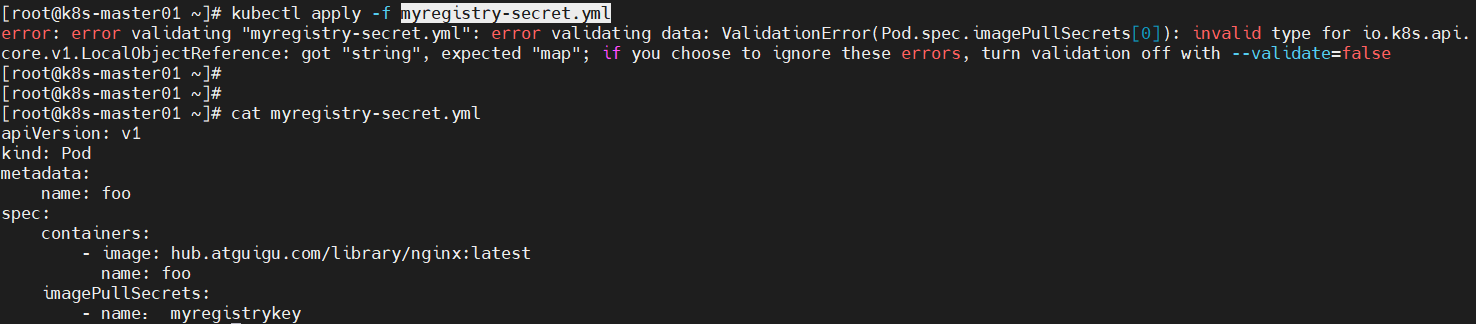 [root@k8s-master01 ~]# kubectl apply -f myregistry-secret.yml
error: error validating "myregistry-secret.yml": error validating data: ValidationError(Pod.spec.imagePullSecrets[0]): invalid type for io.k8s.api.
core.v1.LocalObjectReference: got "string", expected "map"; if you choose to ignore these errors, turn validation off with --validate=false
[root@k8s-master01 ~]#
[root@k8s-master01 ~]#
[root@k8s-master01 ~]# cat myregistry-secret.yml
apiVersion: v1
kind: Pod
metadata:
    name: foo
spec:
    containers:
        - image: hub.atguigu.com/library/nginx:latest
          name: foo
    imagePullSecrets:
        - name： myregistrykey